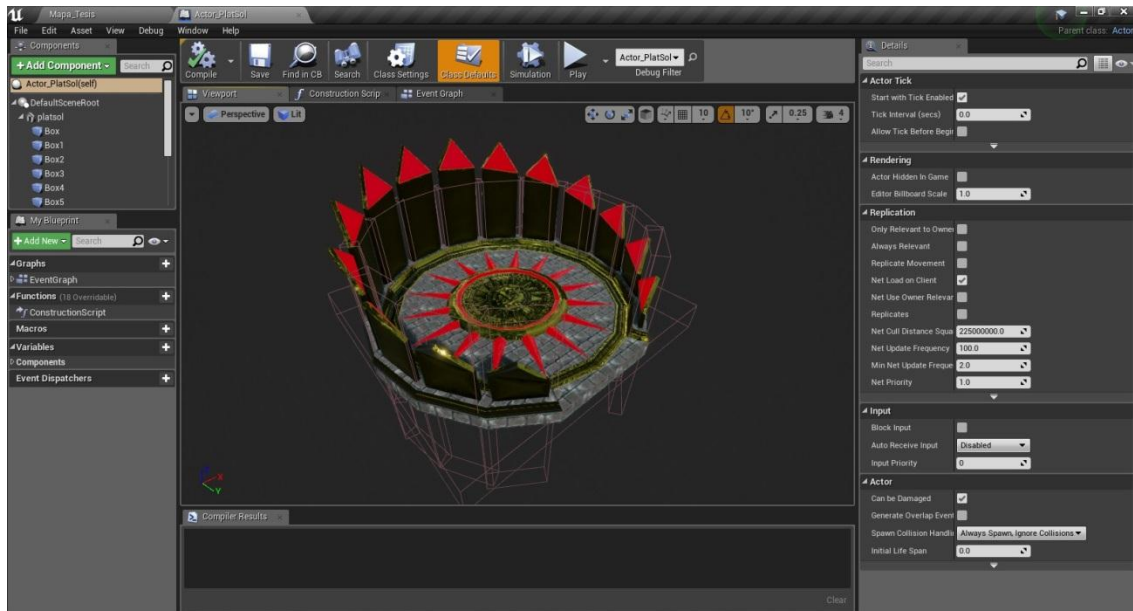 Mapa_Tesis
Actor_PlatSol
File Edit Asset View Debug Window Help
Parent class: Actor
Components
+Add Component
Search
Actor_PlatSol(self)
DefaultSceneRoot
platsol
Box
Box1
Box2
Box3
Box4
Box5
My Blueprint
+Add New
Search
Graphs
EventGraph
Functions (18 Overridable)
ConstructionScript
Macros
Variables
Components
Event Dispatchers
Compile
Save
Find in CB
Search
Class Settings
Class Defaults
Simulation
Play
Actor_PlatSol
Debug Filter
Viewport
Construction Scrip
Event Graph
Perspective
Lit
10
10°
0.25
4
X
Y
Compiler Results
Clear
Details
Search
Actor Tick
Start with Tick Enabled
Tick Interval (secs) 0.0
Allow Tick Before Begin
Rendering
Actor Hidden In Game
Editor Billboard Scale 1.0
Replication
Only Relevant to Owner
Always Relevant
Replicate Movement
Net Load on Client
Net Use Owner Relevar
Replicates
Net Cull Distance Squa 225000000.0
Net Update Frequency 100.0
Min Net Update Freque 2.0
Net Priority 1.0
Input
Block Input
Auto Receive Input Disabled
Input Priority 0
Actor
Can be Damaged
Generate Overlap Event
Spawn Collision Handli Always Spawn, Ignore Collisions
Initial Life Span 0.0